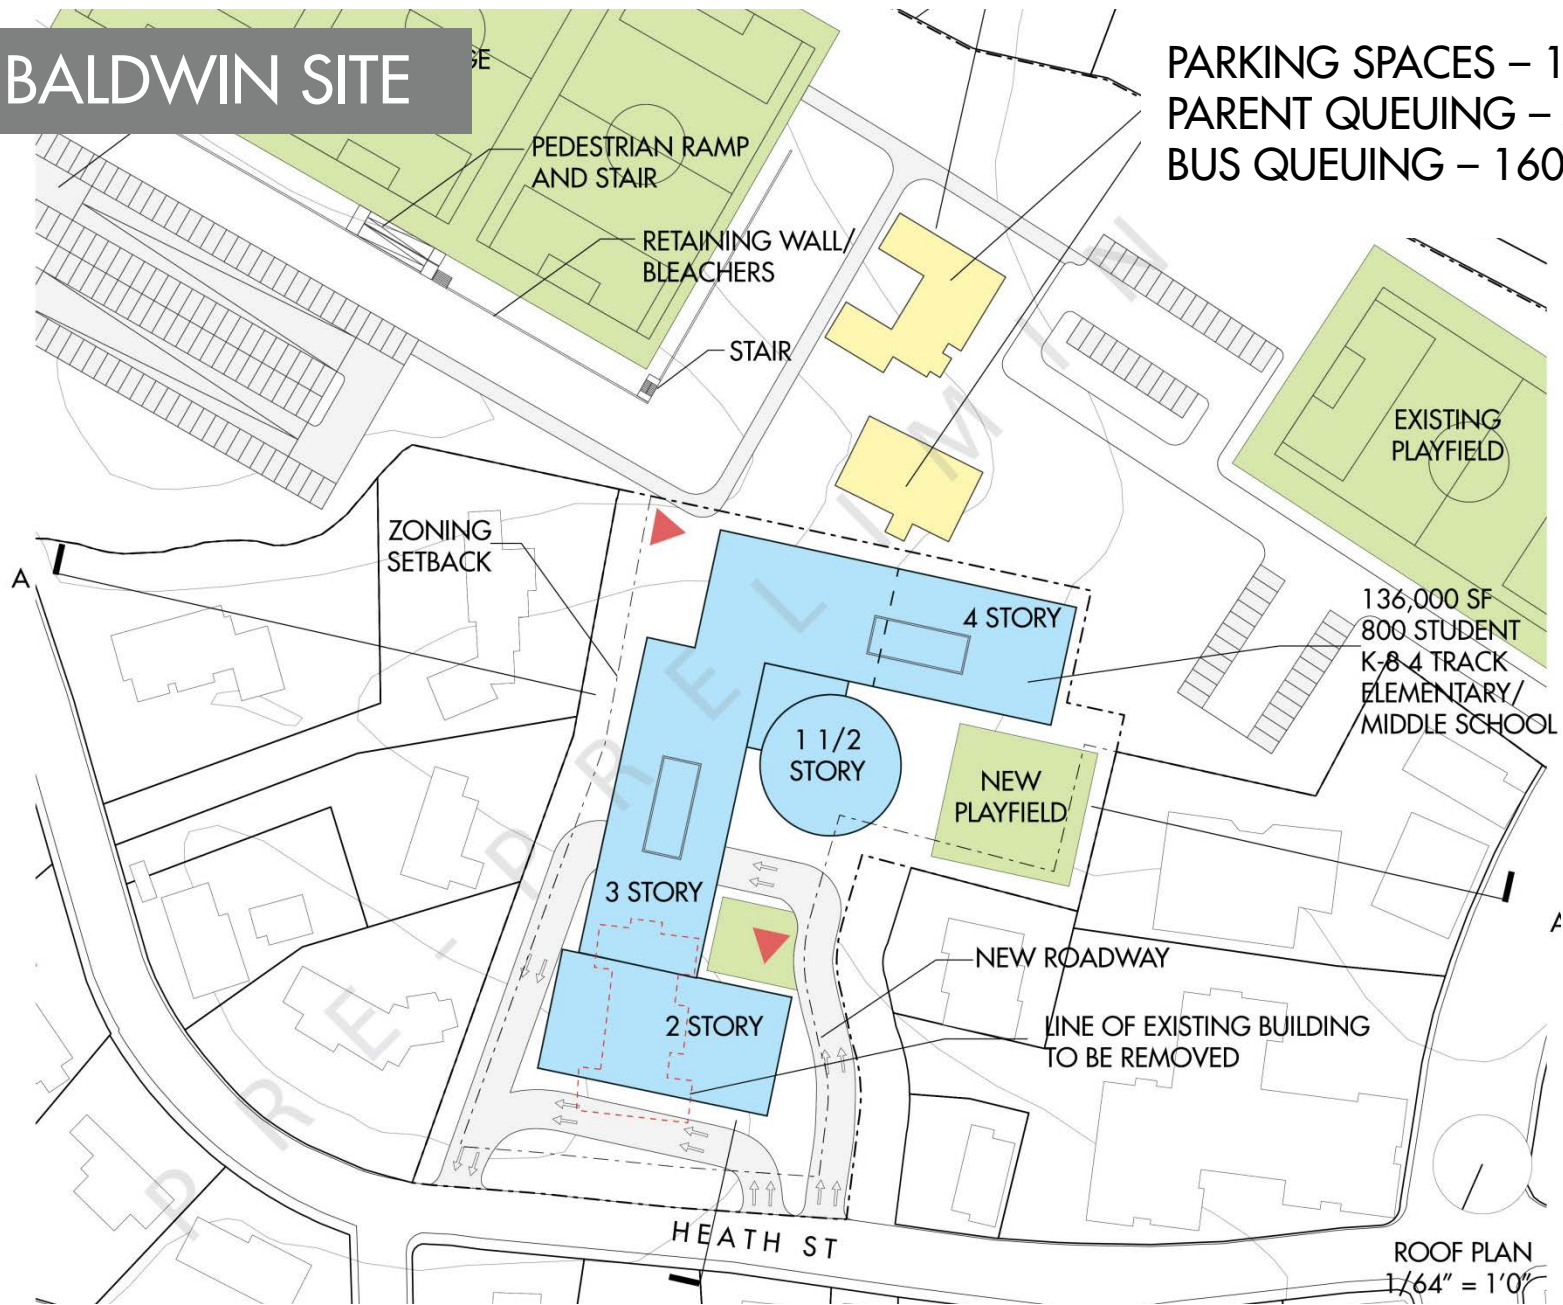 BALDWIN SITE
GE
PARKING SPACES – 1
PARENT QUEUING –
BUS QUEUING – 160
PEDESTRIAN RAMP
AND STAIR
RETAINING WALL/
BLEACHERS
STAIR
EXISTING
PLAYFIELD
ZONING
SETBACK
A
4 STORY
136,000 SF
800 STUDENT
K-8 4 TRACK
ELEMENTARY/
MIDDLE SCHOOL
1 1/2
STORY
NEW
PLAYFIELD
3 STORY
A
NEW ROADWAY
2 STORY
LINE OF EXISTING BUILDING
TO BE REMOVED
HEATH ST
ROOF PLAN
1/64" = 1'0"
PRE-PRELIMIN